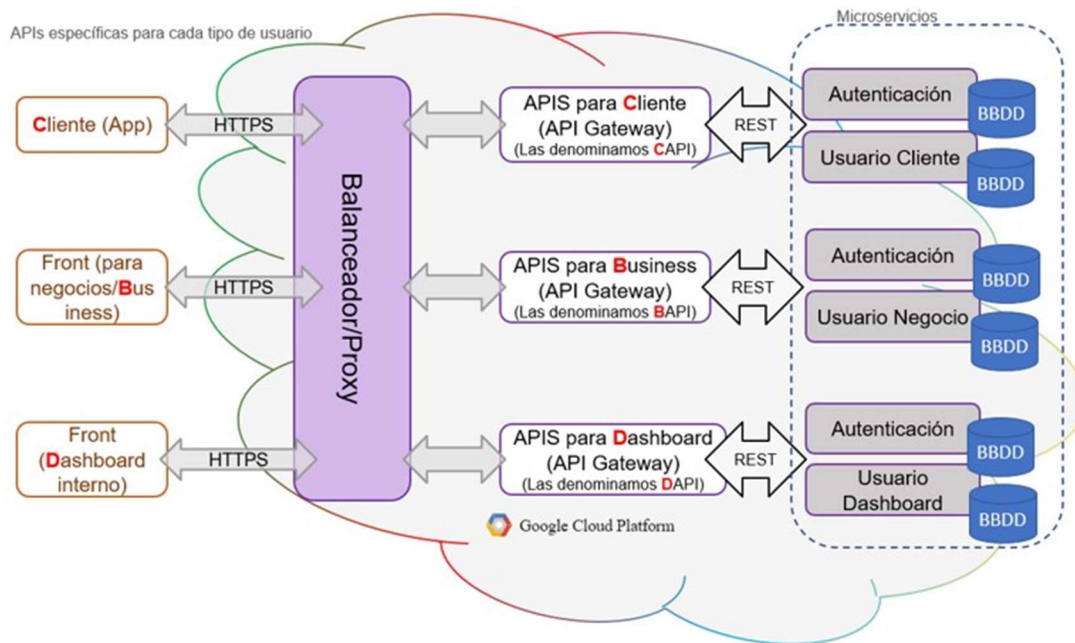 APIs específicas para cada tipo de usuario
Microservicios
Cliente (App)
HTTPS
Balanceador/Proxy
APIS para Cliente
(API Gateway)
(Las denominamos CAPI)
REST
Autenticación
BBDD
Usuario Cliente
BBDD
Front (para
negocios/Bus
iness)
HTTPS
APIS para Business
(API Gateway)
(Las denominamos BAPI)
REST
Autenticación
BBDD
Usuario Negocio
BBDD
Front
(Dashboard
interno)
HTTPS
APIS para Dashboard
(API Gateway)
(Las denominamos DAPI)
REST
Autenticación
BBDD
Usuario
Dashboard
BBDD
Google Cloud Platform